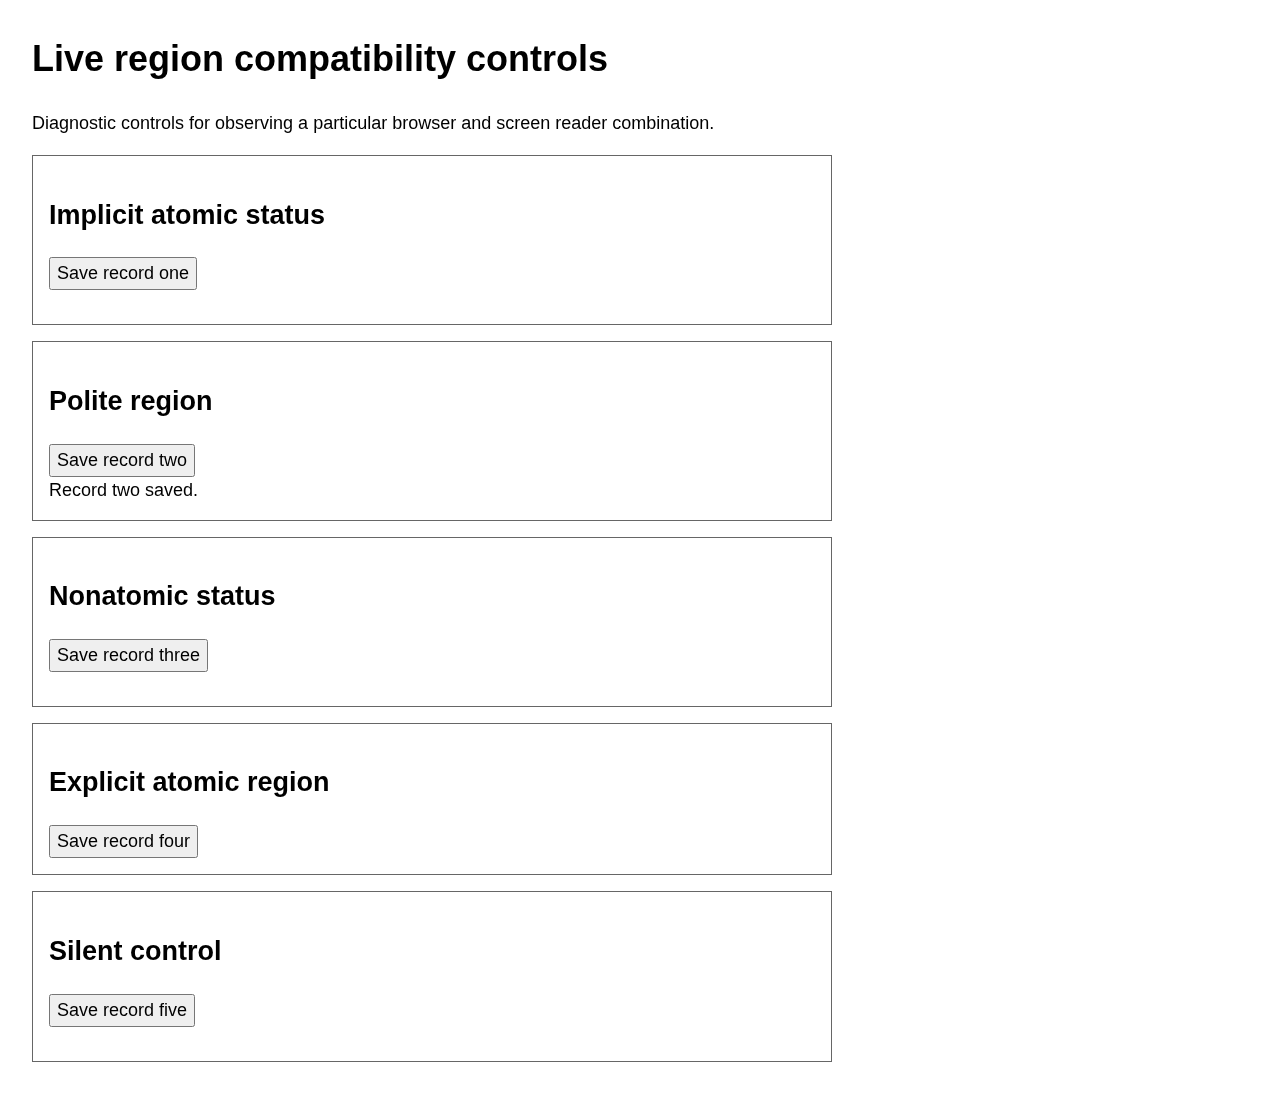 Live region compatibility controls
Diagnostic controls for observing a particular browser and screen reader combination.
Implicit atomic status
Save record one
Polite region
Save record two
Record two saved.
Nonatomic status
Save record three
Explicit atomic region
Save record four
Silent control
Save record five